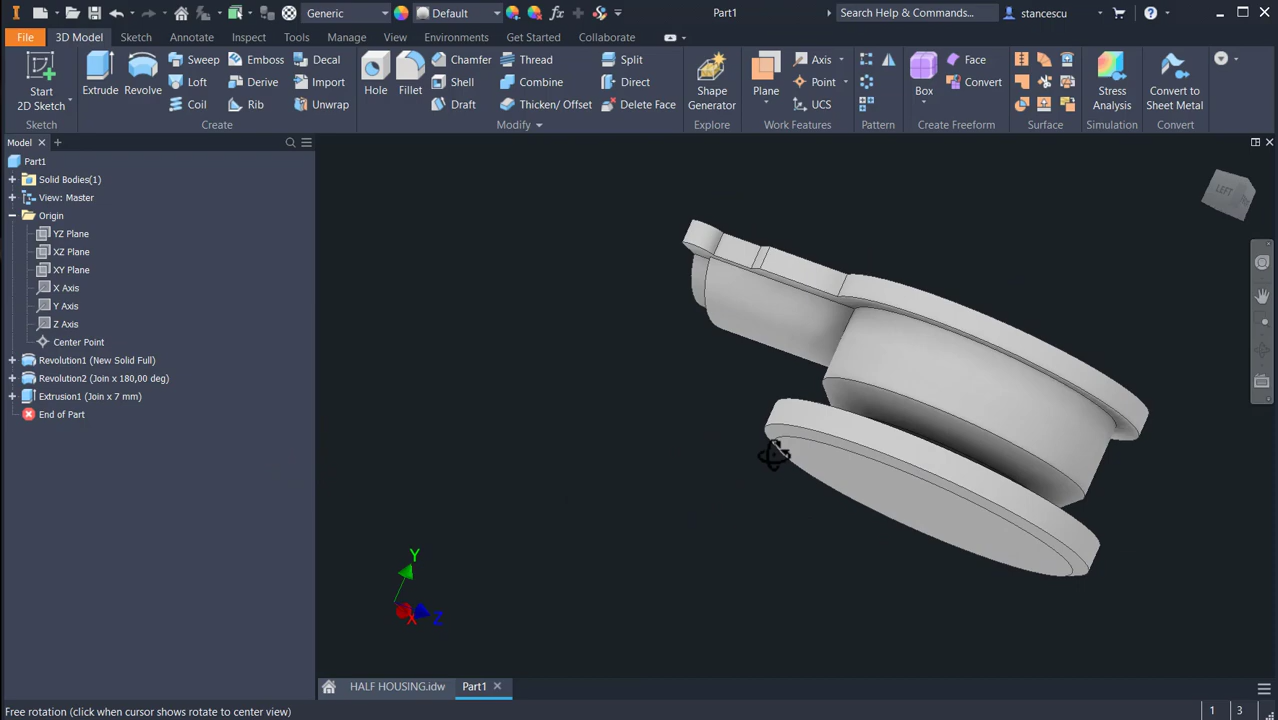 Generic
Default
Part1
Search Help & Commands...
stancescu
File
3D Model
Sketch
Annotate
Inspect
Tools
Manage
View
Environments
Get Started
Collaborate
Start
2D Sketch
Extrude
Revolve
Sweep
Loft
Coil
Emboss
Derive
Rib
Decal
Import
Unwrap
Hole
Fillet
Chamfer
Shell
Draft
Thread
Combine
Thicken/ Offset
Split
Direct
Delete Face
Shape
Generator
Plane
Axis
Point
UCS
Box
Face
Convert
Stress
Analysis
Convert to
Sheet Metal
Sketch
Create
Modify
Explore
Work Features
Pattern
Create Freeform
Surface
Simulation
Convert
Model
Part1
Solid Bodies(1)
View: Master
Origin
YZ Plane
XZ Plane
XY Plane
X Axis
Y Axis
Z Axis
Center Point
Revolution1 (New Solid Full)
Revolution2 (Join x 180,00 deg)
Extrusion1 (Join x 7 mm)
End of Part
LEFT
Y
X
Z
HALF HOUSING.idw
Part1
Free rotation (click when cursor shows rotate to center view)
1
3